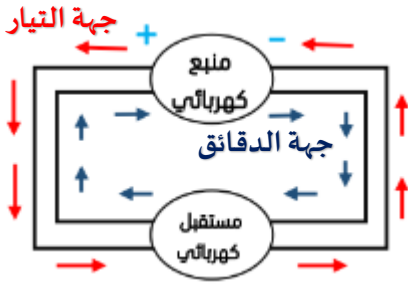 جهة التيار
+
−
منبع
كهربائي
جهة الدقائق
مستقبل
كهربائي